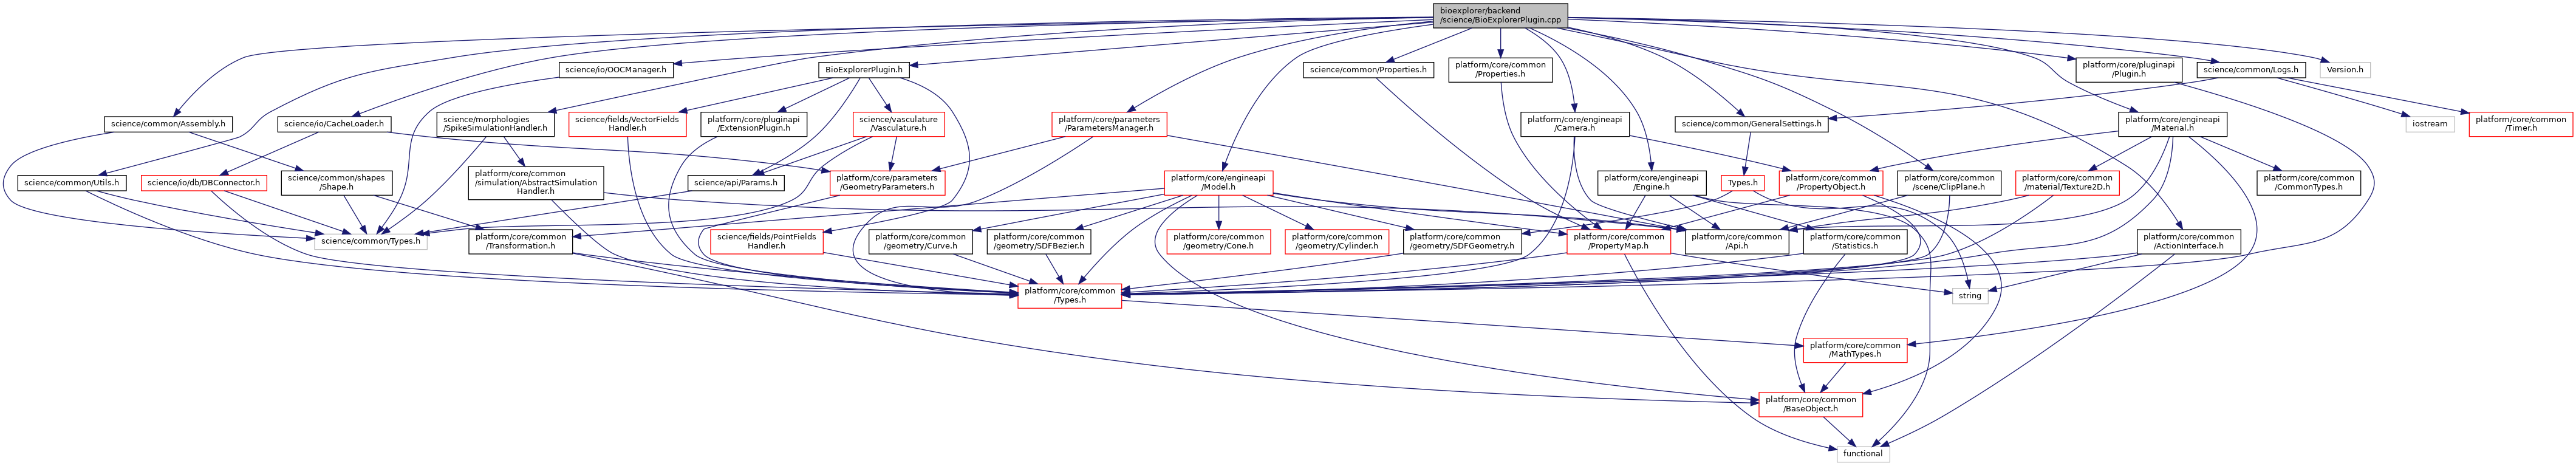 bioexplorer/backend
/science/BioExplorerPlugin.cpp
science/io/OOCManager.h
BioExplorerPlugin.h
science/common/Properties.h
platform/core/common
/Properties.h
platform/core/pluginapi
/Plugin.h
science/common/Logs.h
Version.h
science/common/Assembly.h
science/io/CacheLoader.h
science/morphologies
/SpikeSimulationHandler.h
science/fields/VectorFields
Handler.h
platform/core/pluginapi
/ExtensionPlugin.h
science/vasculature
/Vasculature.h
platform/core/parameters
/ParametersManager.h
platform/core/engineapi
/Camera.h
science/common/GeneralSettings.h
platform/core/engineapi
/Material.h
iostream
platform/core/common
/Timer.h
science/common/Utils.h
science/io/db/DBConnector.h
science/common/shapes
/Shape.h
platform/core/common
/simulation/AbstractSimulation
Handler.h
science/api/Params.h
platform/core/parameters
/GeometryParameters.h
platform/core/engineapi
/Model.h
platform/core/engineapi
/Engine.h
Types.h
platform/core/common
/PropertyObject.h
platform/core/common
/scene/ClipPlane.h
platform/core/common
/material/Texture2D.h
platform/core/common
/CommonTypes.h
science/common/Types.h
platform/core/common
/Transformation.h
science/fields/PointFields
Handler.h
platform/core/common
/geometry/Curve.h
platform/core/common
/geometry/SDFBezier.h
platform/core/common
/geometry/Cone.h
platform/core/common
/geometry/Cylinder.h
platform/core/common
/geometry/SDFGeometry.h
platform/core/common
/PropertyMap.h
platform/core/common
/Api.h
platform/core/common
/Statistics.h
platform/core/common
/ActionInterface.h
platform/core/common
/Types.h
string
platform/core/common
/MathTypes.h
platform/core/common
/BaseObject.h
functional